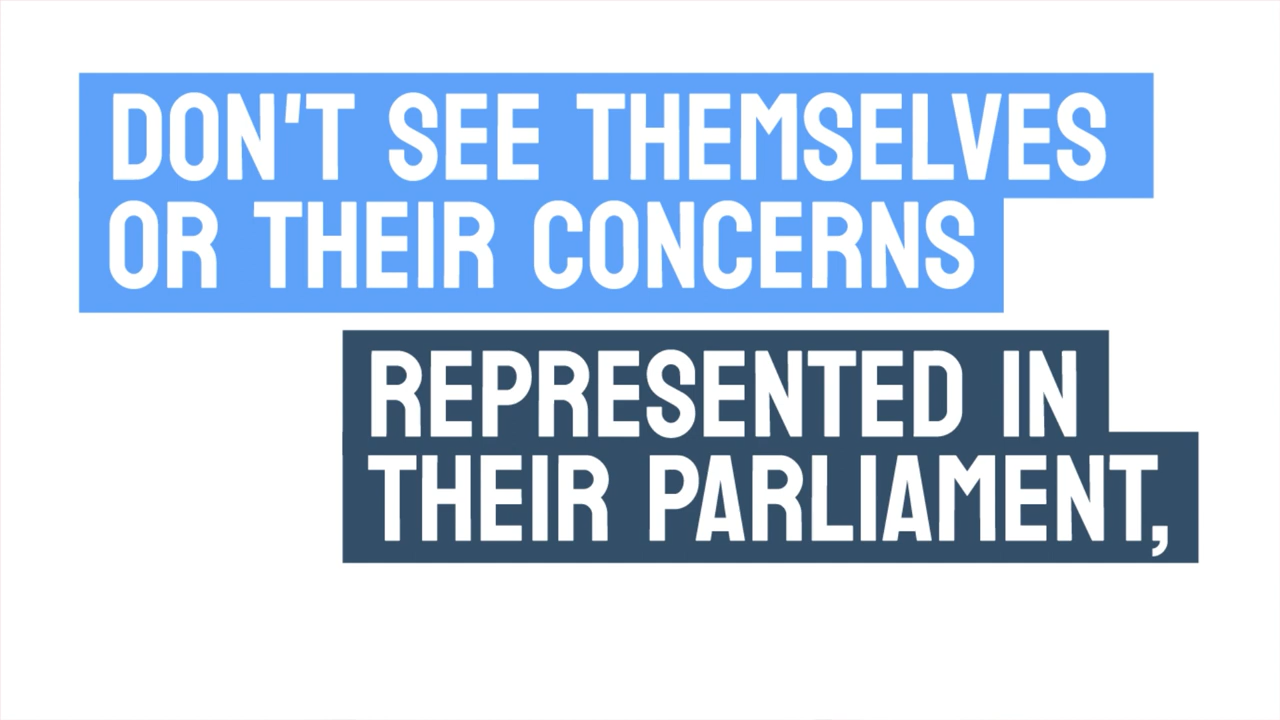 DON'T SEE THEMSELVES
OR THEIR CONCERNS
REPRESENTED IN
THEIR PARLIAMENT,